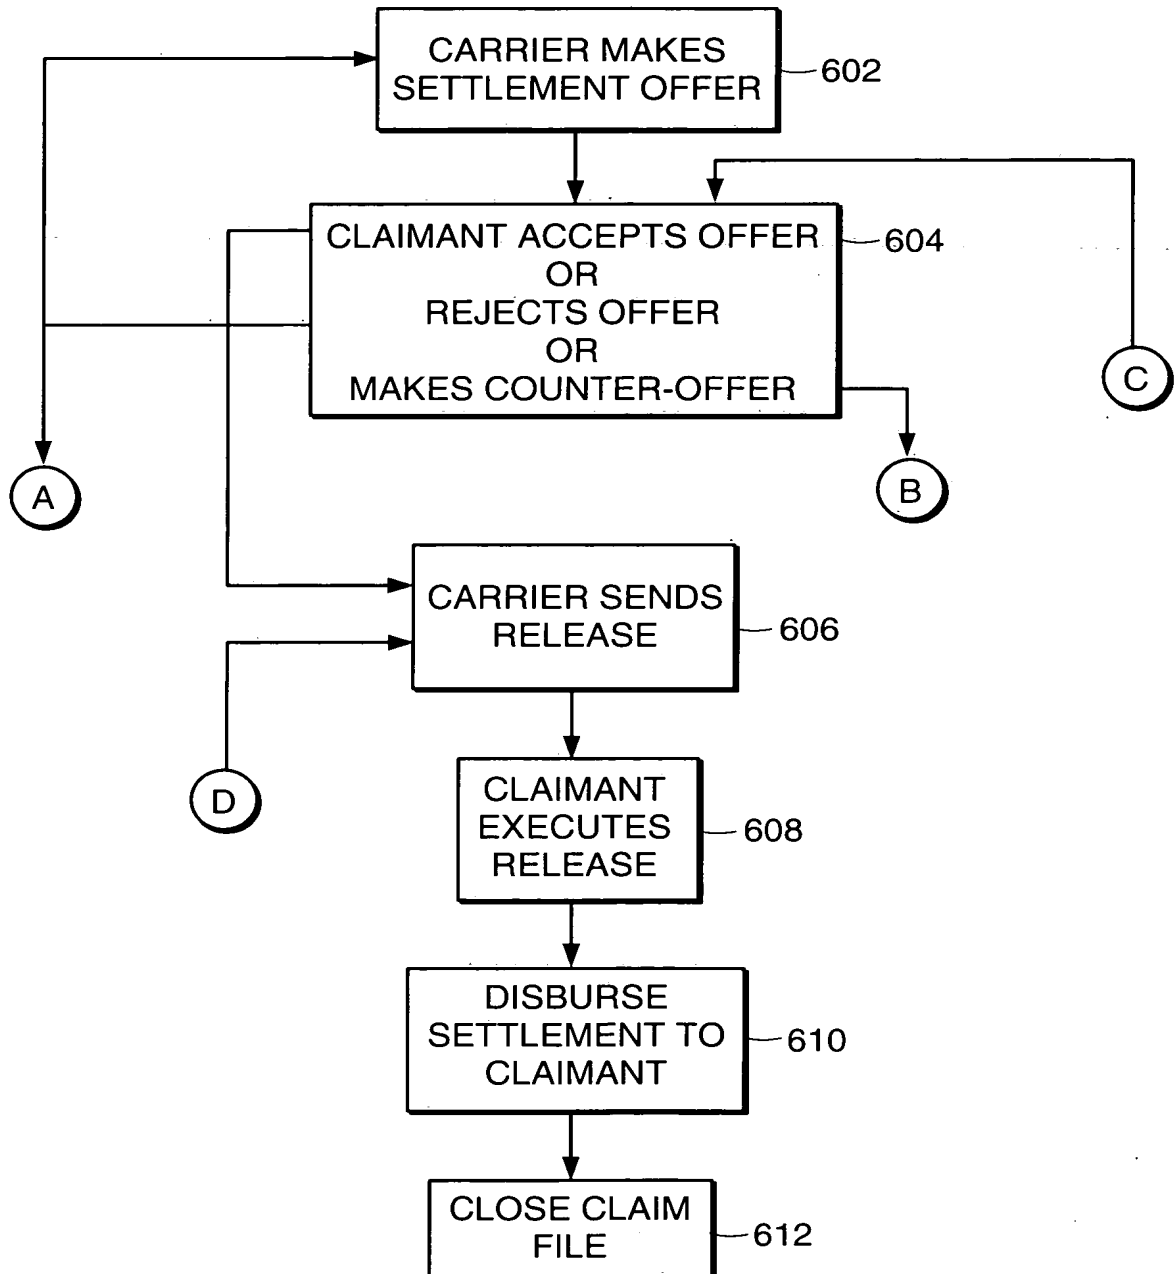 CARRIER MAKES
SETTLEMENT OFFER
602
CLAIMANT ACCEPTS OFFER
OR
REJECTS OFFER
OR
MAKES COUNTER-OFFER
604
C
A
B
CARRIER SENDS
RELEASE
606
D
CLAIMANT
EXECUTES
RELEASE
608
DISBURSE
SETTLEMENT TO
CLAIMANT
610
CLOSE CLAIM
FILE
612